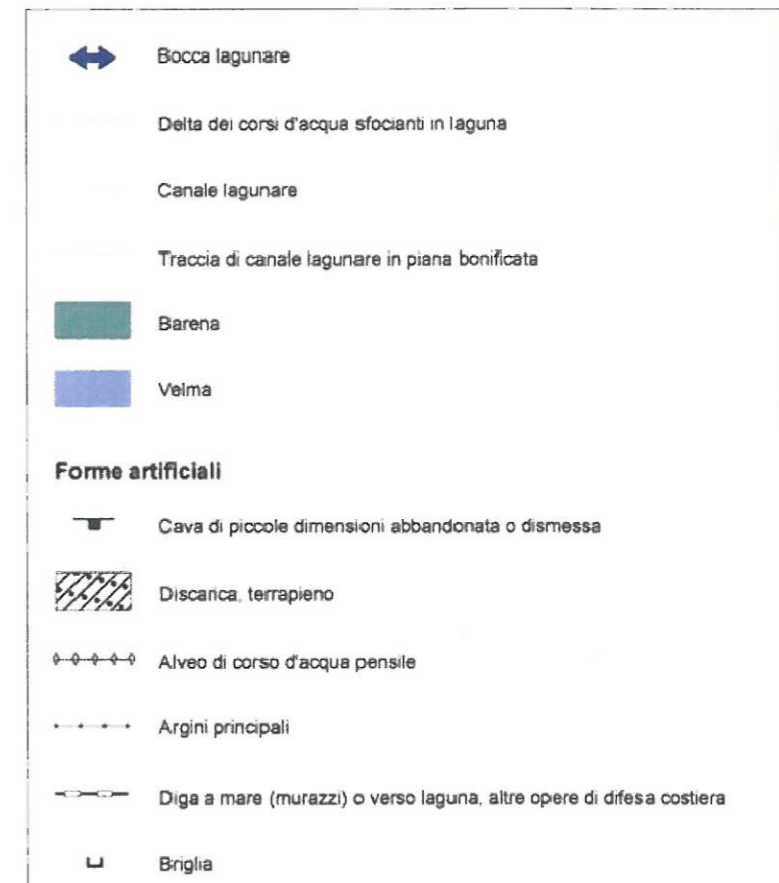 Bocca lagunare
Delta dei corsi d'acqua sfocianti in laguna
Canale lagunare
Traccia di canale lagunare in piana bonificata
Barena
Velma
Forme artificiali
Cava di piccole dimensioni abbandonata o dismessa
Discarica, terrapieno
Alveo di corso d'acqua pensile
Argini principali
Diga a mare (murazzi) o verso laguna, altre opere di difesa costiera
Briglia